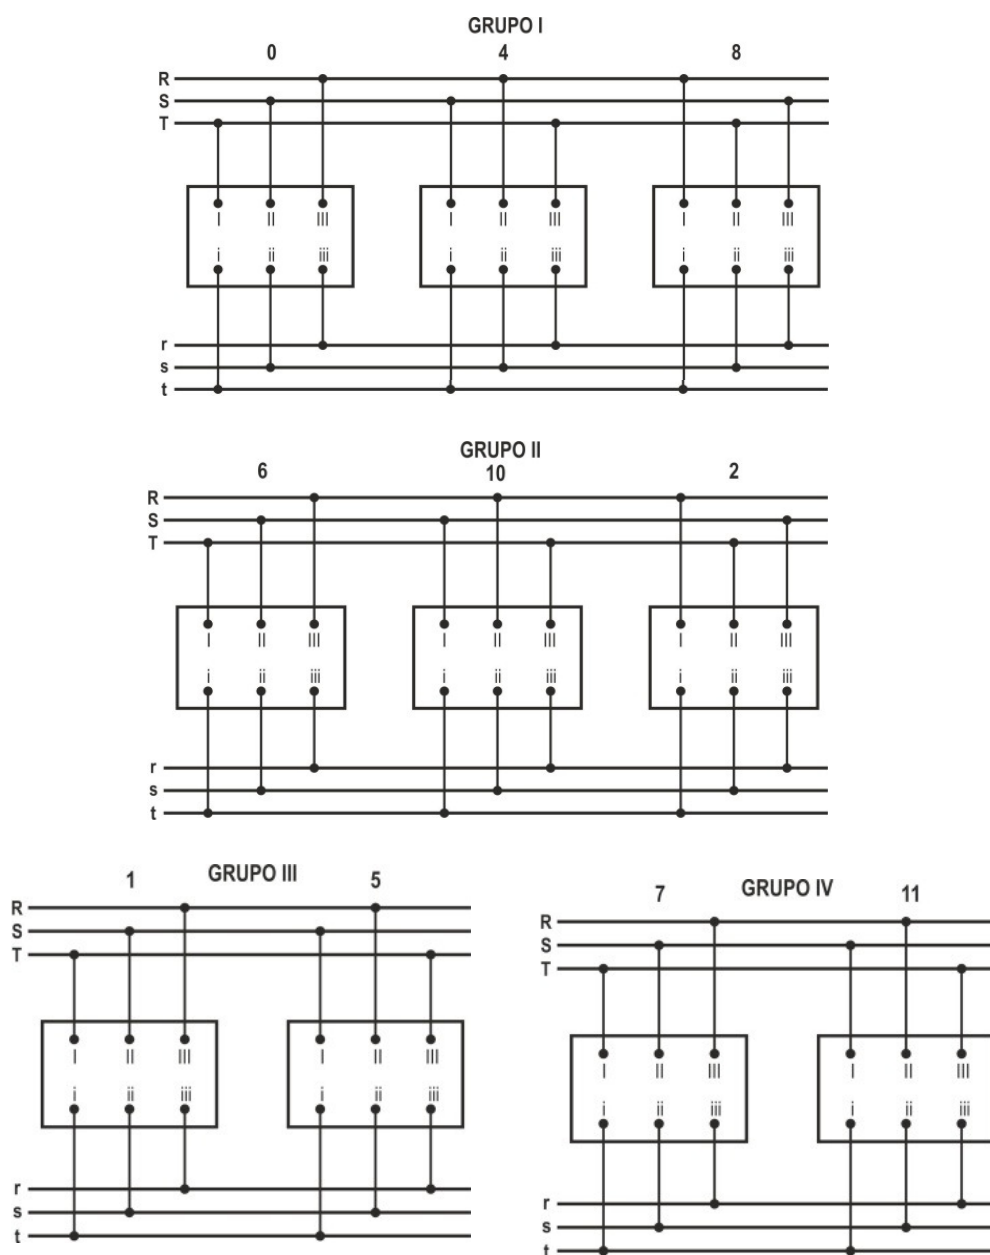 GRUPO I
0 4 8
R
S
T
I II III I II III I II III
i ii iii i ii iii i ii iii
r
s
t
GRUPO II
6 10 2
R
S
T
I II III I II III I II III
i ii iii i ii iii i ii iii
r
s
t
GRUPO III
1 5
R
S
T
I II III I II III
i ii iii i ii iii
r
s
t
GRUPO IV
7 11
R
S
T
I II III I II III
i ii iii i ii iii
r
s
t